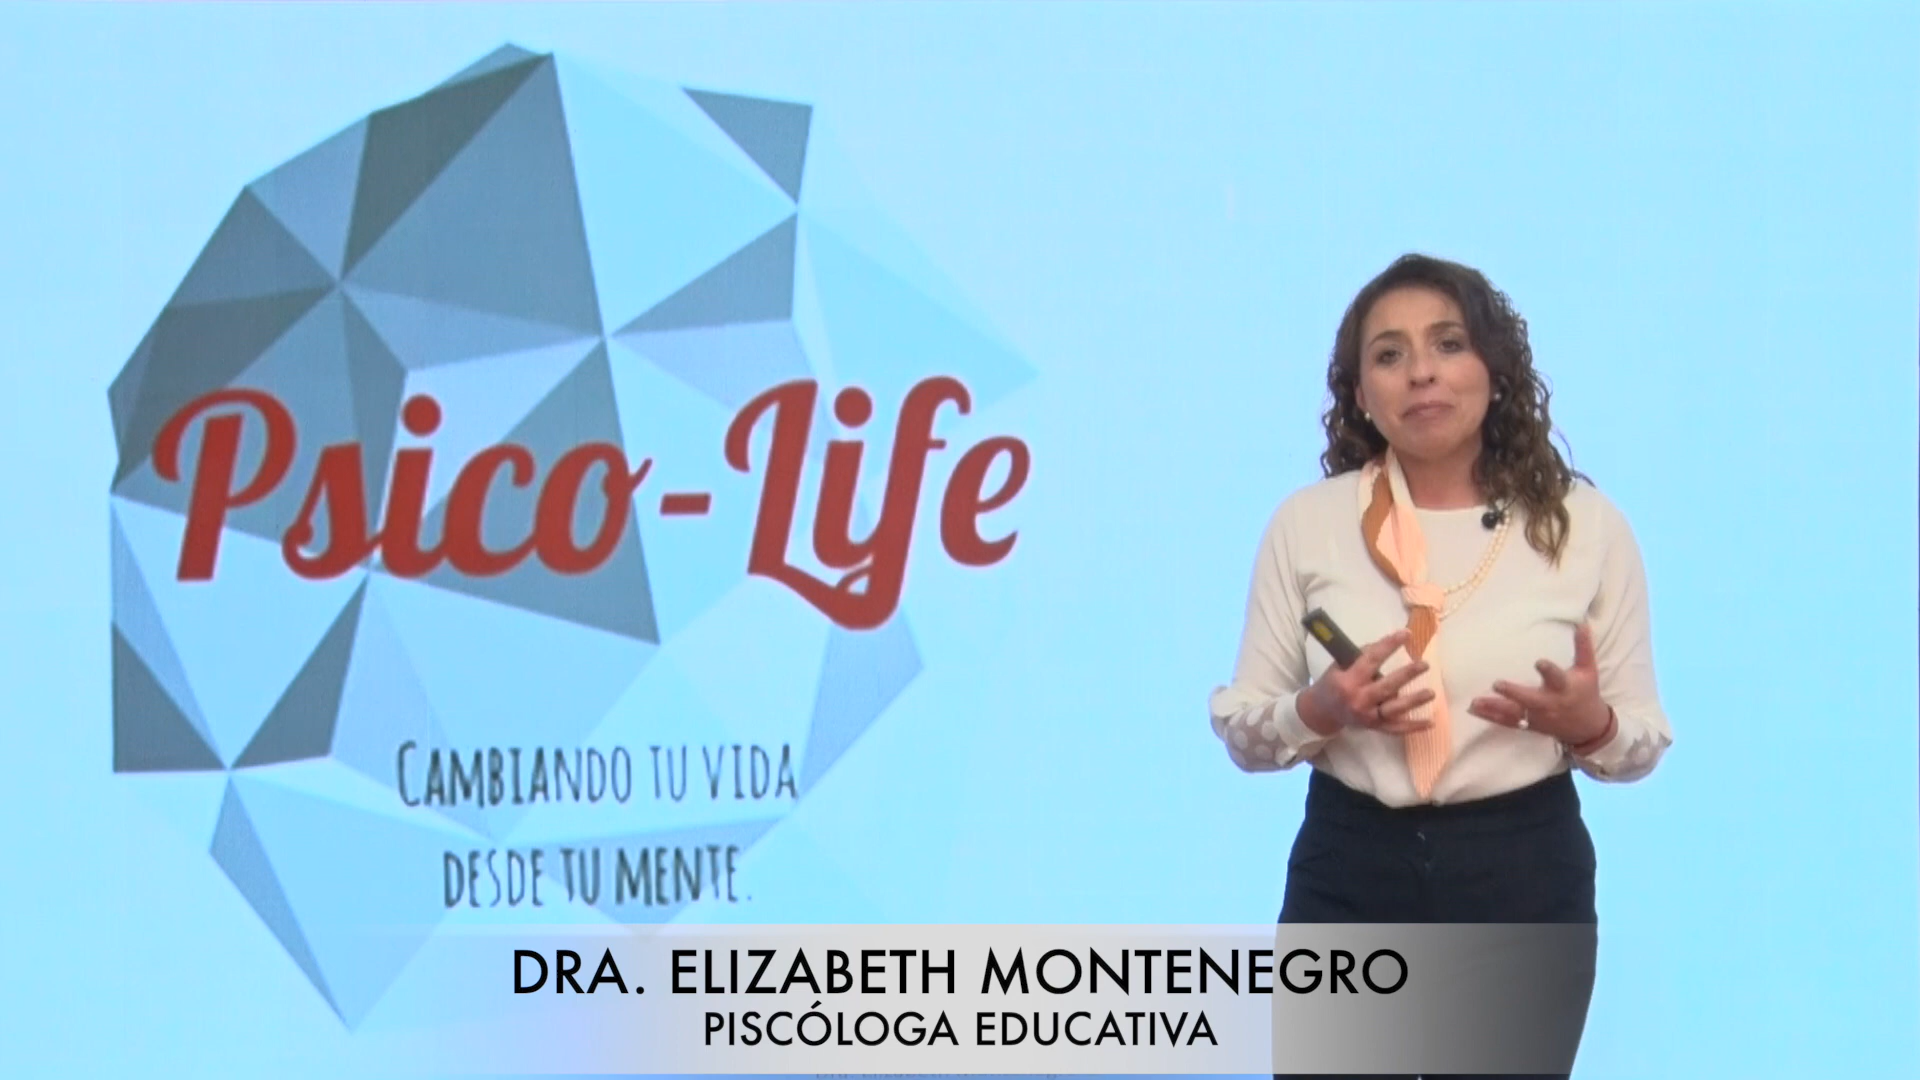 Psico-Life
CAMBIANDO TU VIDA
DESDE TU MENTE.
DRA. ELIZABETH MONTENEGRO
PISCÓLOGA EDUCATIVA